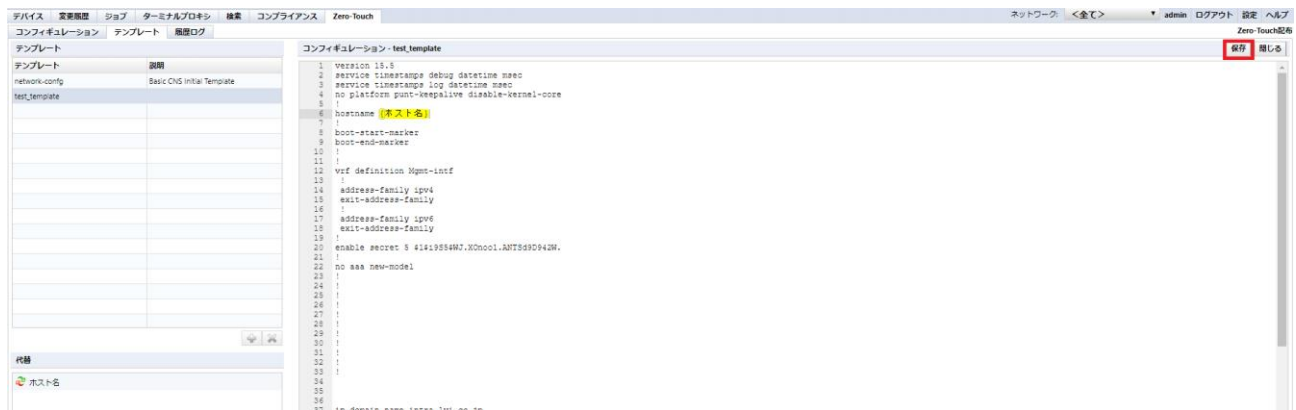 デバイス 変更履歴 ジョブ ターミナルプロキシ 検索 コンプライアンス Zero-Touch ネットワーク: <全て> admin ログアウト 設定 ヘルプ
コンフィギュレーション テンプレート 履歴ログ Zero-Touch配布
テンプレート
コンフィギュレーション - test_template 保存 閉じる
テンプレート 説明
network-confg Basic CNS Initial Template
test_template
1 version 15.5
2 service timestamps debug datetime msec
3 service timestamps log datetime msec
4 no platform punt-keepalive disable-kernel-core
5 !
6 hostname {ホスト名}
7 !
8 boot-start-marker
9 boot-end-marker
10 !
11 !
12 vrf definition Mgmt-intf
13 !
14 address-family ipv4
15 exit-address-family
16 !
17 address-family ipv6
18 exit-address-family
19 !
20 enable secret 5
21 !
22 no aaa new-model
23 !
24 !
25 !
26 !
27 !
28 !
29 !
30 !
31 !
32 !
33 !
34
35
36
代替
ホスト名